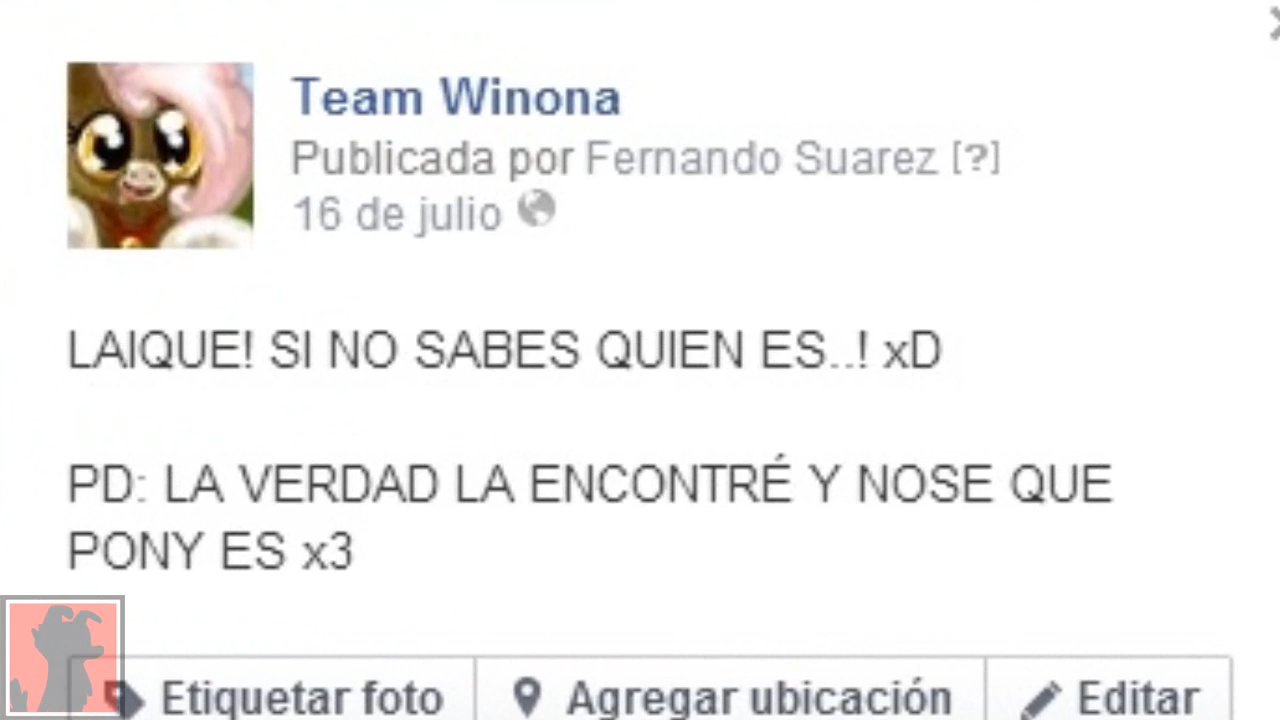 Team Winona
Publicada por Fernando Suarez [?]
16 de julio
LAIQUE! SI NO SABES QUIEN ES..! xD
PD: LA VERDAD LA ENCONTRÉ Y NOSE QUE
PONY ES x3
Etiquetar foto Agregar ubicación Editar